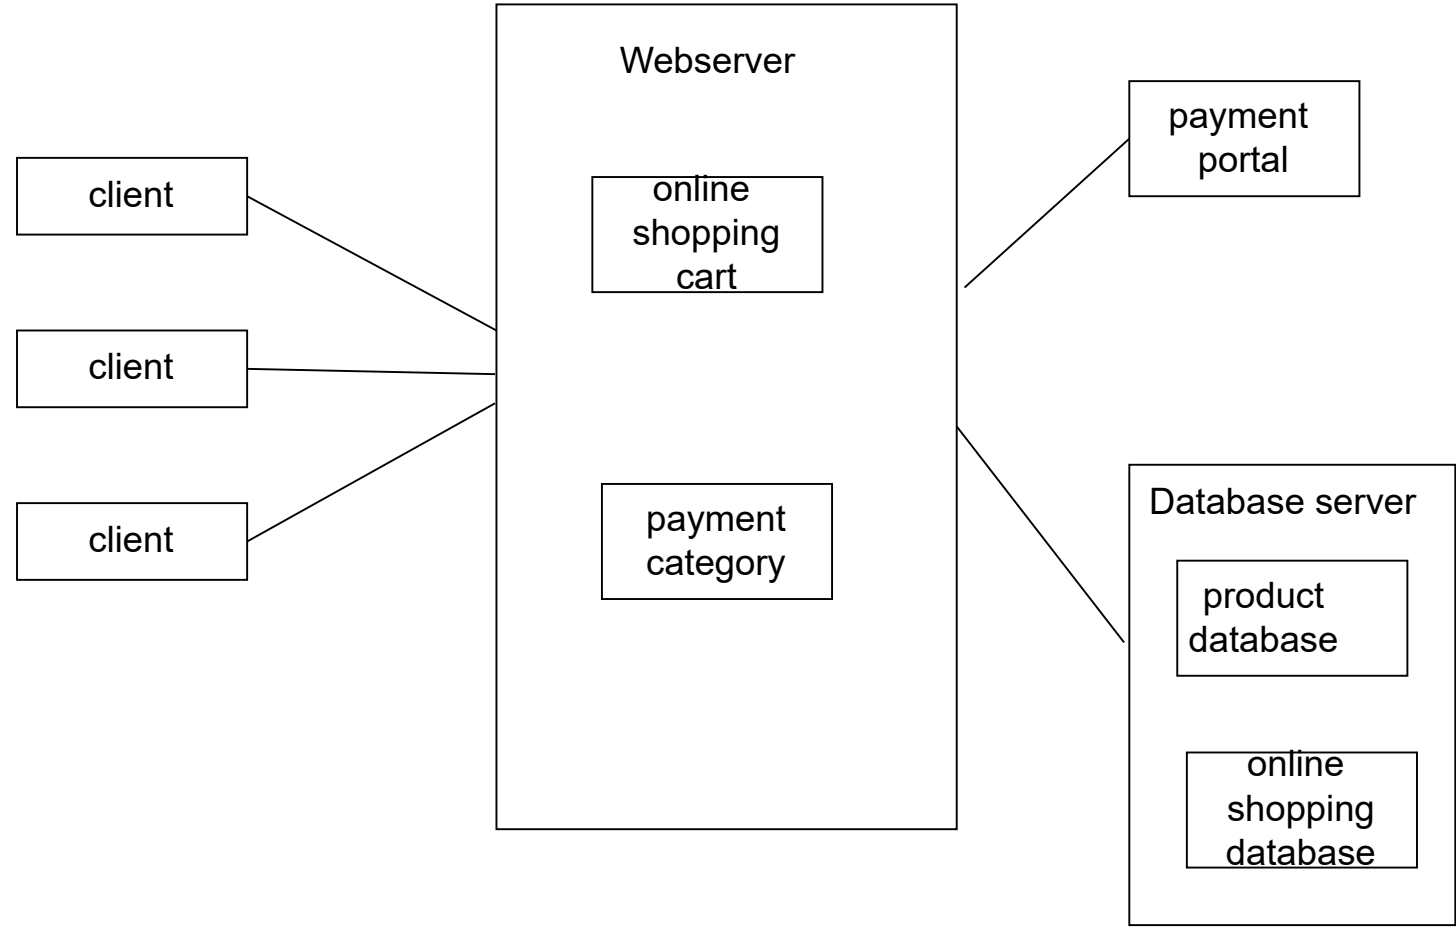 Webserver
client
client
client
online
shopping
cart
payment
category
payment
portal
Database server
product
database
online
shopping
database